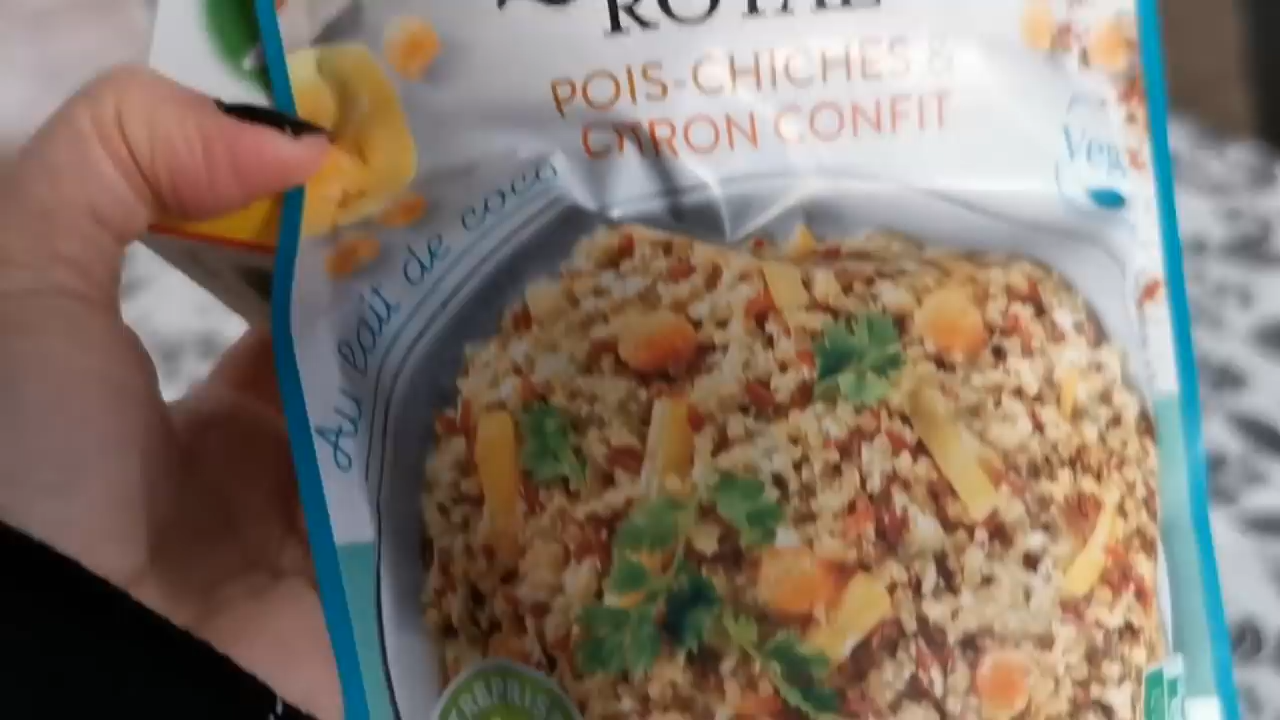 ROYAL
POIS-CHICHES &
CITRON CONFIT
Au lait de coco
Veg